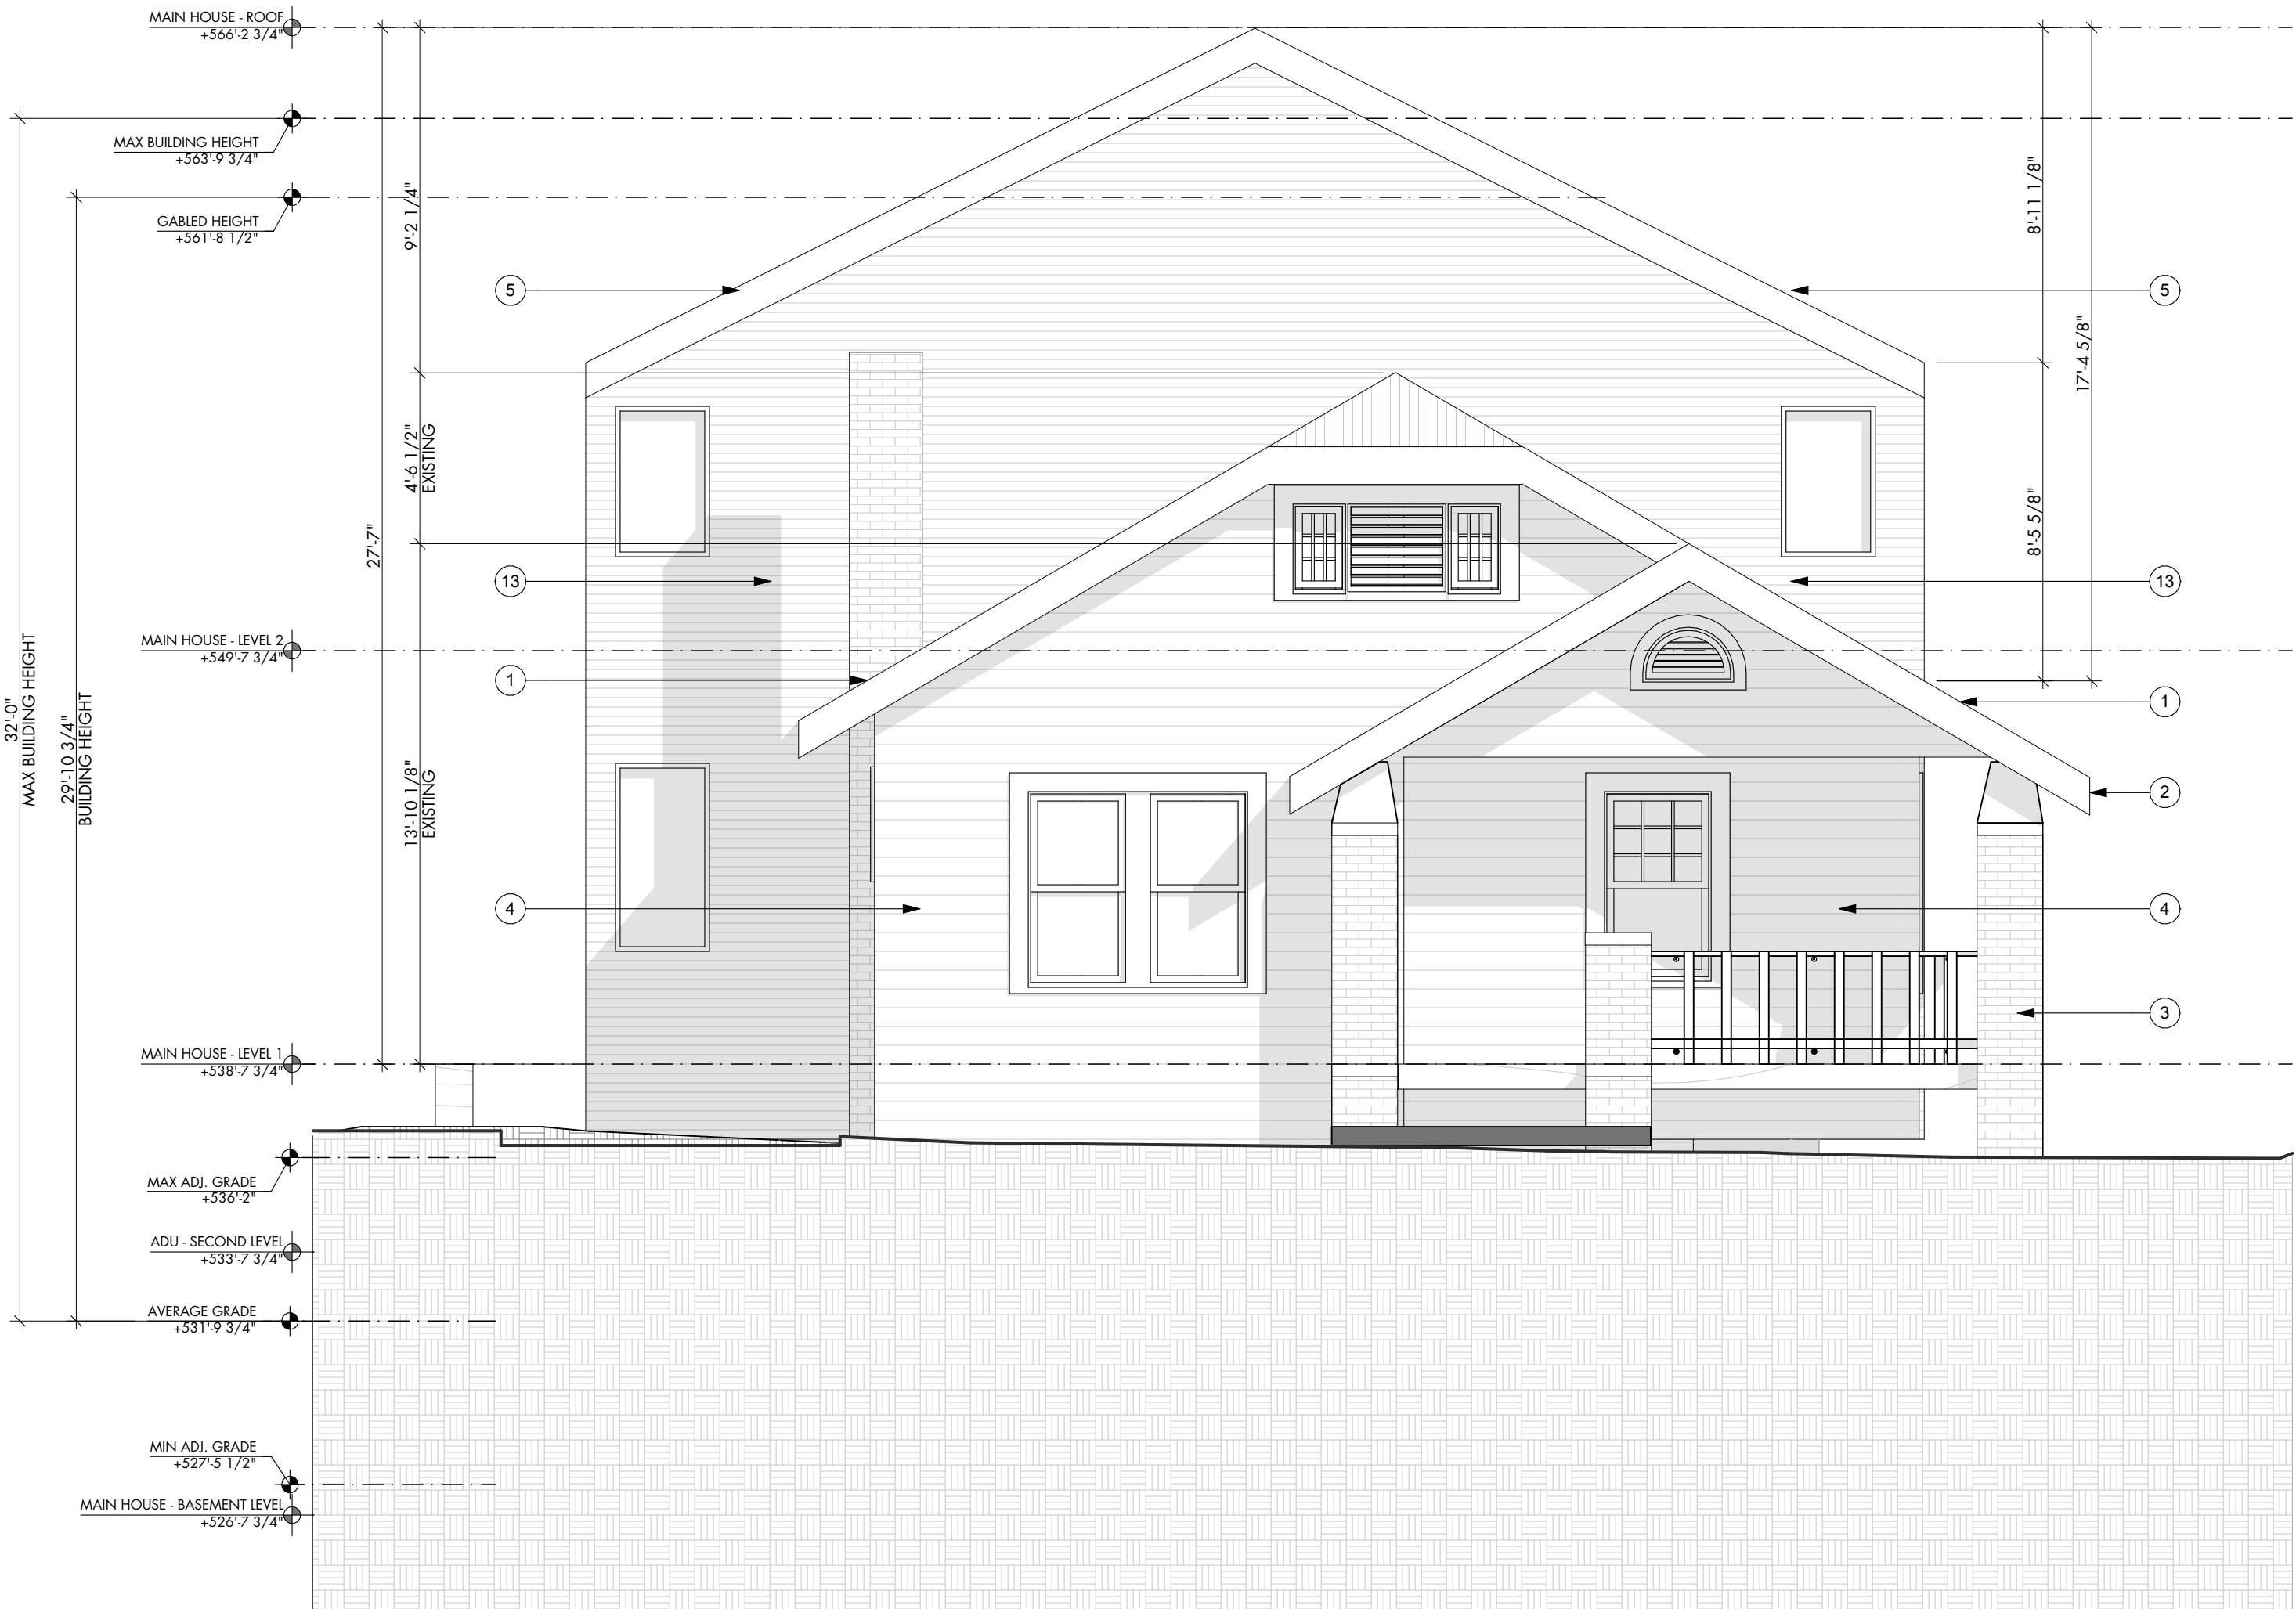 MAIN HOUSE - ROOF
+566'-2 3/4"
MAX BUILDING HEIGHT
+563'-9 3/4"
GABLED HEIGHT
+561'-8 1/2"
MAIN HOUSE - LEVEL 2
+549'-7 3/4"
MAIN HOUSE - LEVEL 1
+538'-7 3/4"
MAX ADJ. GRADE
+536'-2"
ADU - SECOND LEVEL
+533'-7 3/4"
AVERAGE GRADE
+531'-9 3/4"
MIN ADJ. GRADE
+527'-5 1/2"
MAIN HOUSE - BASEMENT LEVEL
+526'-7 3/4"
32'-0"
MAX BUILDING HEIGHT
29'-10 3/4"
BUILDING HEIGHT
27'-7"
9'-2 1/4"
4'-6 1/2"
EXISTING
13'-10 1/8"
EXISTING
5
13
1
4
8'-11 1/8"
8'-5 5/8"
17'-4 5/8"
5
13
1
2
4
3